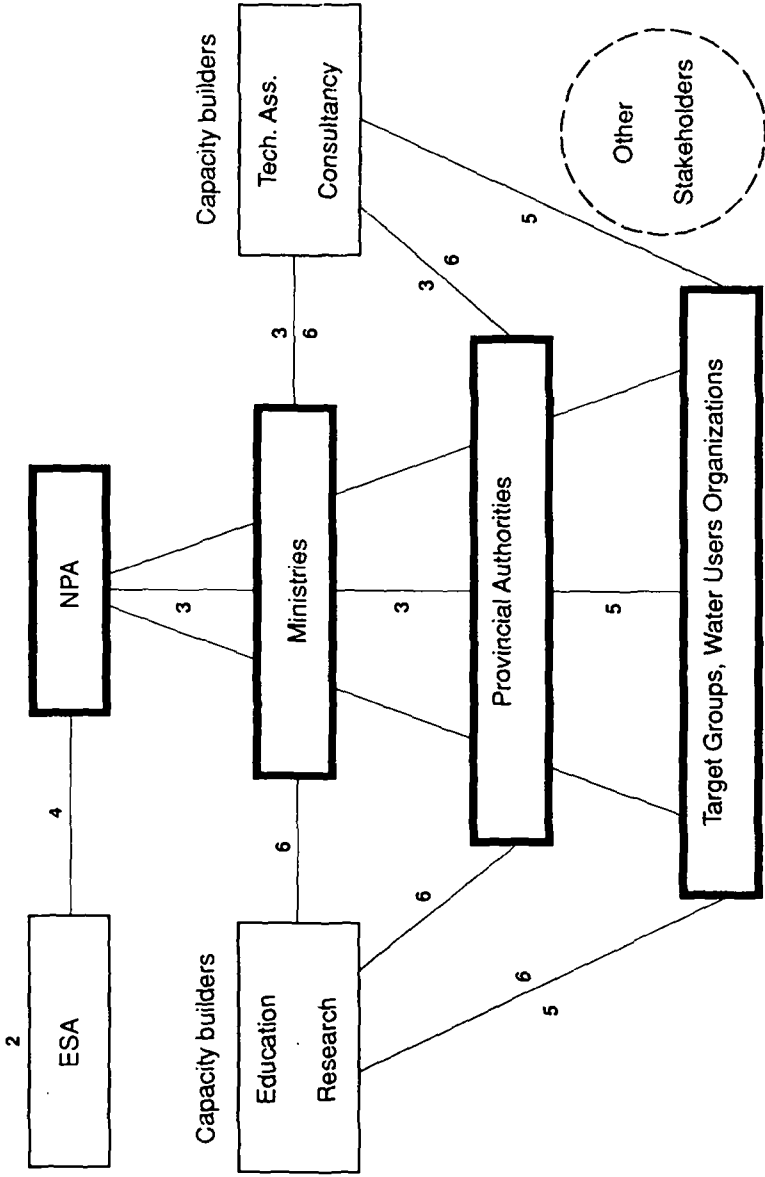 2
ESA
4
NPA
Capacity builders
Education
Research
3
6
Ministries
3
6
Capacity builders
Tech. Ass.
Consultancy
6
3
3
6
Provincial Authorities
6
5
5
5
Other
Stakeholders
Target Groups, Water Users Organizations